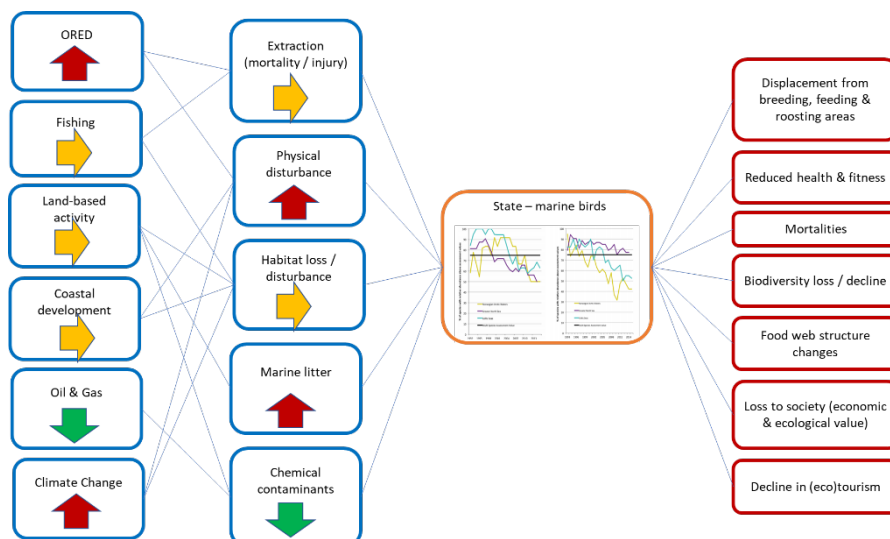 ORED
Fishing
Land-based
activity
Coastal
development
Oil & Gas
Climate Change
Extraction
(mortality / injury)
Physical
disturbance
Habitat loss /
disturbance
Marine litter
Chemical
contaminants
State – marine birds
Displacement from
breeding, feeding &
roosting areas
Reduced health & fitness
Mortalities
Biodiversity loss / decline
Food web structure
changes
Loss to society (economic
& ecological value)
Decline in (eco)tourism